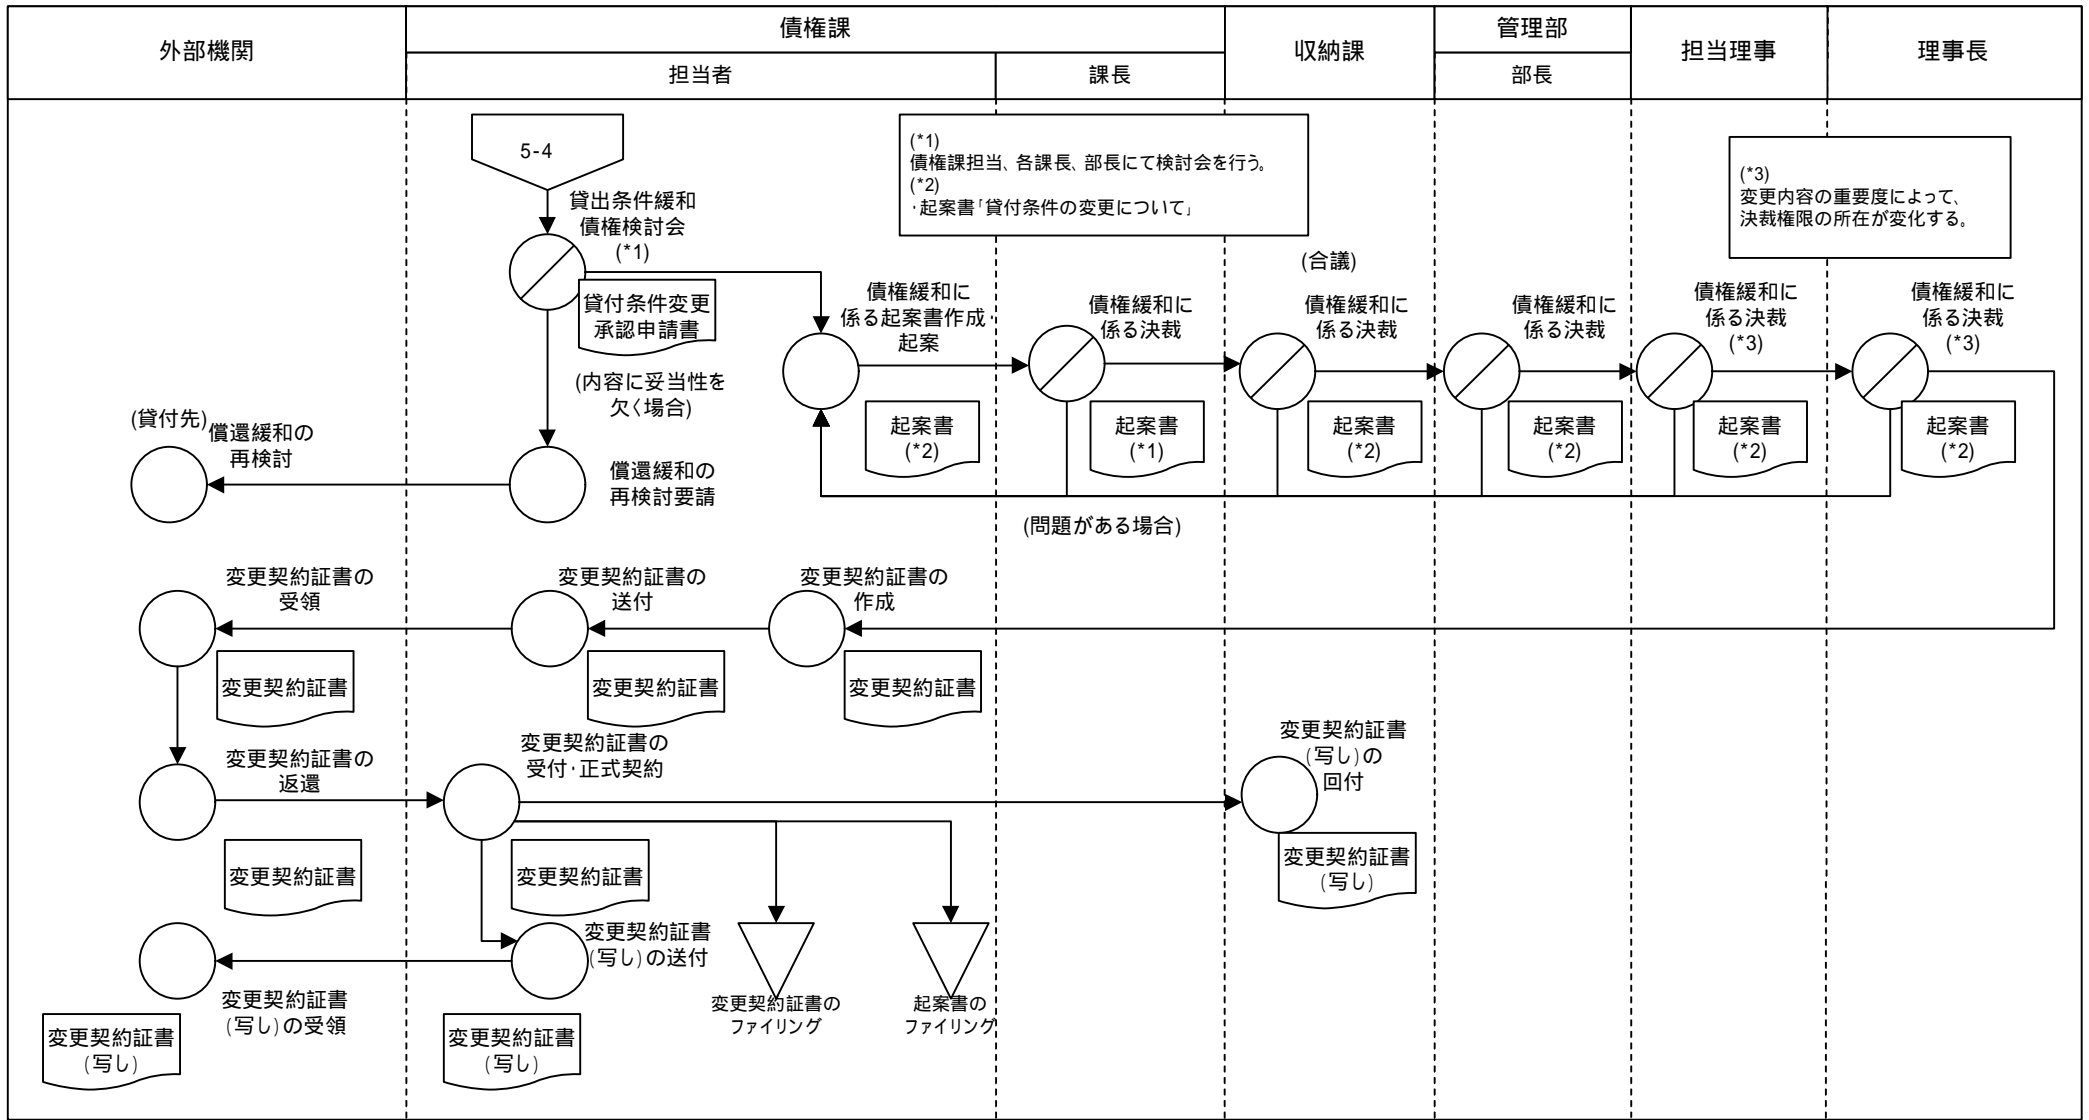 外部機関
債権課
担当者
課長
収納課
管理部
部長
担当理事
理事長
5-4
(*1)
債権課担当、各課長、部長にて検討会を行う。
(*2)
・起案書「貸付条件の変更について」
(*3)
変更内容の重要度によって、
決裁権限の所在が変化する。
貸出条件緩和
債権検討会
(*1)
貸付条件変更
承認申請書
(内容に妥当性を
欠く場合)
債権緩和に
係る起案書作成・
起案
起案書
(*2)
債権緩和に
係る決裁
起案書
(*1)
(合議)
債権緩和に
係る決裁
起案書
(*2)
債権緩和に
係る決裁
起案書
(*2)
債権緩和に
係る決裁
(*3)
起案書
(*2)
債権緩和に
係る決裁
(*3)
起案書
(*2)
(貸付先)
償還緩和の
再検討
償還緩和の
再検討要請
(問題がある場合)
変更契約証書の
受領
変更契約証書
変更契約証書の
送付
変更契約証書
変更契約証書の
作成
変更契約証書
変更契約証書の
返還
変更契約証書
変更契約証書の
受付・正式契約
変更契約証書
変更契約証書
(写し)の
回付
変更契約証書
(写し)
変更契約証書
(写し)の受領
変更契約証書
(写し)
変更契約証書
(写し)の送付
変更契約証書
(写し)
変更契約証書の
ファイリング
起案書の
ファイリング